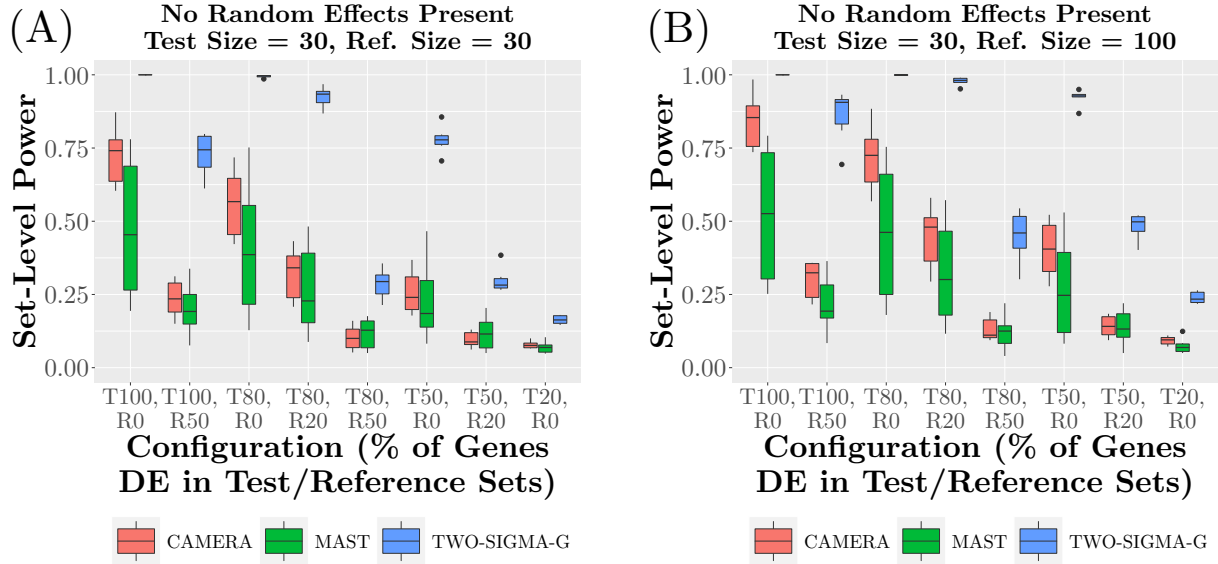 (A)
No Random Effects Present
Test Size = 30, Ref. Size = 30
Set-Level Power
1.00
0.75
0.50
0.25
0.00
T100, R0
T100, R50
T80, R0
T80, R20
T80, R50
T50, R0
T50, R20
T20, R0
Configuration (% of Genes
DE in Test/Reference Sets)
CAMERA
MAST
TWO-SIGMA-G
(B)
No Random Effects Present
Test Size = 30, Ref. Size = 100
Set-Level Power
1.00
0.75
0.50
0.25
0.00
T100, R0
T100, R50
T80, R0
T80, R20
T80, R50
T50, R0
T50, R20
T20, R0
Configuration (% of Genes
DE in Test/Reference Sets)
CAMERA
MAST
TWO-SIGMA-G